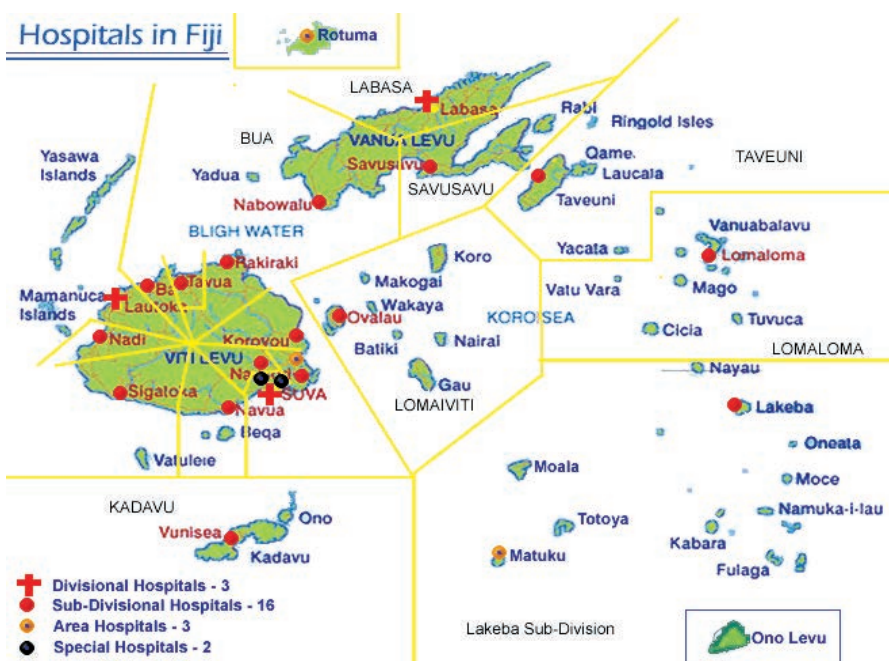 Hospitals in Fiji
Rotuma
LABASA
Labasa
Rabi
Ringold Isles
BUA
VANUA LEVU
Yasawa
Islands
Yadua
Savusavu
Qame.
Laucala
TAVEUNI
SAVUSAVU
Taveuni
Nabowalu
Vanuabalavu
BLIGH WATER
Koro
Yacata
Lomaloma
Rakiraki
Makogai
Vatu Vara
Mago
Ba
Tavua
Mamanuca
Islands
Lautoka
Wakaya
Ovalau
KOROISEA
Tuvuca
Nadi
Korovou
Batiki
Nairai
Cicia
VITI LEVU
LOMALOMA
Nayau
Gau
Sigatoka
SUVA
LOMAIVITI
Navua
Lakeba
Beqa
Oneata
Vatulele
Moala
Moce
KADAVU
Ono
Totoya
Namuka-i-lau
Vunisea
Kabara
Kadavu
Matuku
Fulaga
Divisional Hospitals - 3
Sub-Divisional Hospitals - 16
Area Hospitals - 3
Special Hospitals - 2
Lakeba Sub-Division
Ono Levu